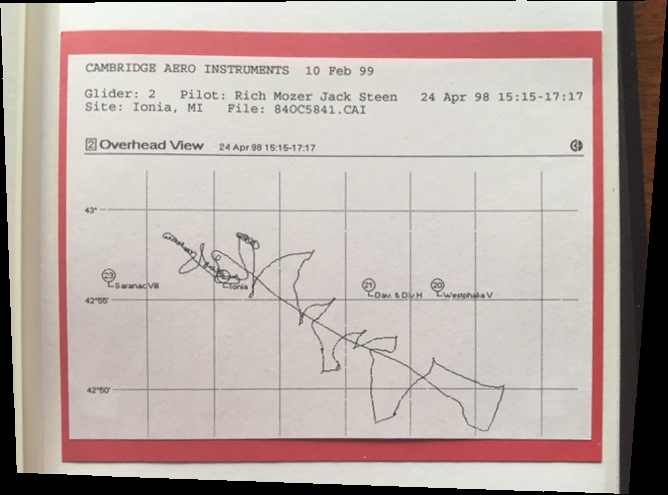 CAMBRIDGE AERO INSTRUMENTS 10 Feb 99
Glider: 2 Pilot: Rich Mozer Jack Steen 24 Apr 98 15:15-17:17
Site: Ionia, MI File: 84OC5841.CAI
2 Overhead View 24 Apr 98 15:15-17:17
43°
23
Saranac Vill
Ionia
21
Dav. & Div H
20
Westphalia V
42°55'
42°50'